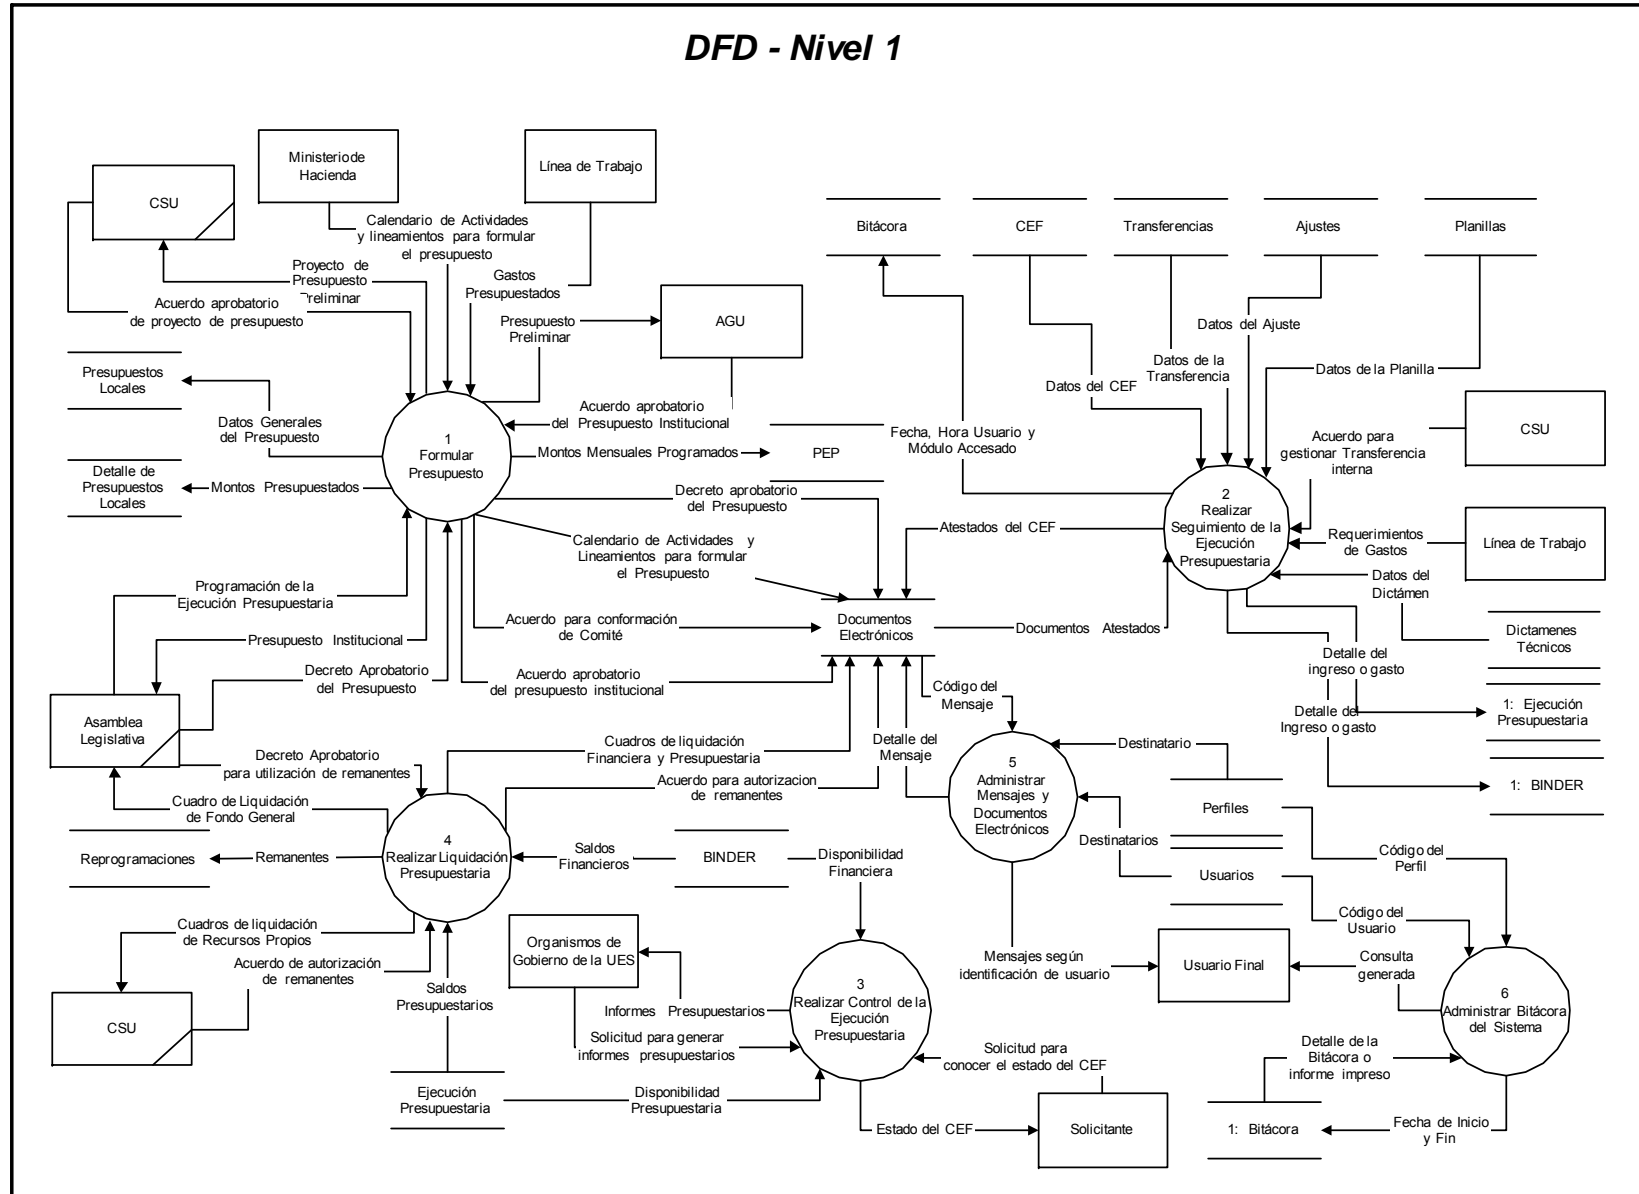 DFD - Nivel 1
Ministerio de
Hacienda
Línea de Trabajo
CSU
Calendario de Actividades
y lineamientos para formular
el presupuesto
Bitácora
CEF
Transferencias
Ajustes
Planillas
Proyecto de
Presupuesto
Preliminar
Gastos
Presupuestados
Acuerdo aprobatorio
de proyecto de presupuesto
Presupuesto
Preliminar
AGU
Datos del Ajuste
Presupuestos
Locales
Datos de la
Transferencia
Datos de la Planilla
Datos del CEF
Datos Generales
del Presupuesto
Acuerdo aprobatorio
del Presupuesto Institucional
1
Formular
Presupuesto
Montos Mensuales Programados
PEP
Fecha, Hora Usuario y
Módulo Accesado
Acuerdo para
gestionar Transferencia
interna
CSU
Detalle de
Presupuestos
Locales
Montos Presupuestados
Decreto aprobatorio
del Presupuesto
2
Realizar
Seguimiento de la
Ejecución
Presupuestaria
Atestados del CEF
Requerimientos
de Gastos
Línea de Trabajo
Calendario de Actividades y
Lineamientos para formular
el Presupuesto
Datos del
Dictámen
Programación de la
Ejecución Presupuestaria
Acuerdo para conformación
de Comité
Documentos
Electrónicos
Documentos Atestados
Dictamenes
Técnicos
Presupuesto Institucional
Detalle del
ingreso o gasto
Decreto Aprobatorio
del Presupuesto
Acuerdo aprobatorio
del presupuesto institucional
Código del
Mensaje
1: Ejecución
Presupuestaria
Detalle del
Ingreso o gasto
Asamblea
Legislativa
Decreto Aprobatorio
para utilización de remanentes
Cuadros de liquidación
Financiera y Presupuestaria
Detalle del
Mensaje
Destinatario
5
Administrar
Mensajes y
Documentos
Electrónicos
Acuerdo para autorizacion
de remanentes
1: BINDER
Cuadro de Liquidación
de Fondo General
Perfiles
4
Realizar Liquidación
Presupuestaria
Reprogramaciones
Remanentes
Saldos
Financieros
BINDER
Disponibilidad
Financiera
Destinatarios
Código del
Perfil
Usuarios
Cuadros de liquidación
de Recursos Propios
Código del
Usuario
Organismos de
Gobierno de la UES
Mensajes según
identificación de usuario
Usuario Final
Consulta
generada
Acuerdo de autorización
de remanentes
Saldos
Presupuestarios
3
Realizar Control de la
Ejecución
Presupuestaria
6
Administrar Bitácora
del Sistema
Informes Presupuestarios
CSU
Solicitud para generar
informes presupuestarios
Solicitud para
conocer el estado del CEF
Detalle de la
Bitácora o
informe impreso
Ejecución
Presupuestaria
Disponibilidad
Presupuestaria
Estado del CEF
Solicitante
1: Bitácora
Fecha de Inicio
y Fin